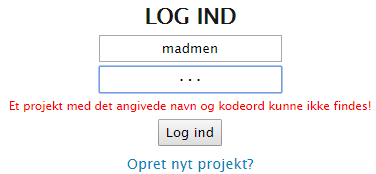 LOG IND
madmen
...
Et projekt med det angivede navn og kodeord kunne ikke findes!
Log ind
Opret nyt projekt?